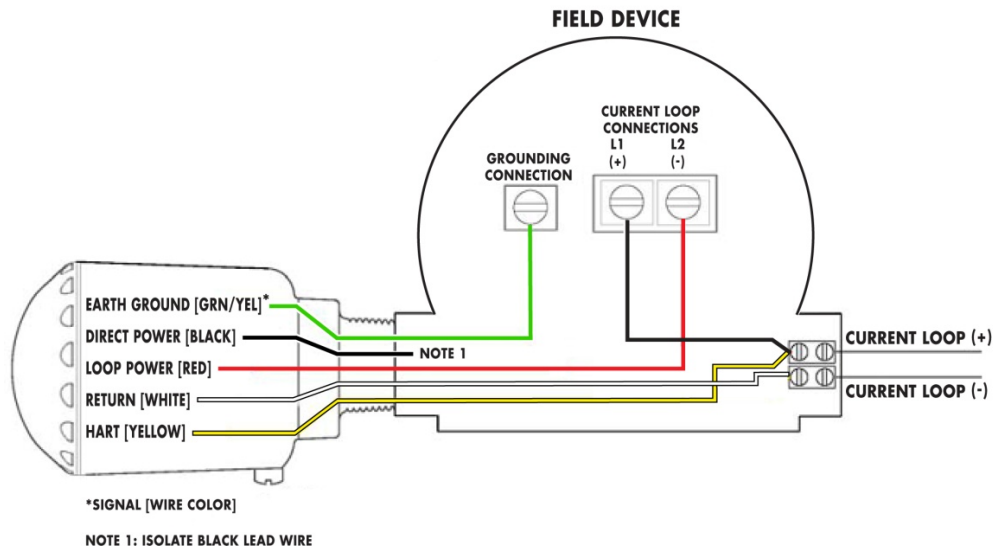 FIELD DEVICE
CURRENT LOOP
CONNECTIONS
L1 L2
(+) (-)
GROUNDING
CONNECTION
EARTH GROUND [GRN/YEL]*
DIRECT POWER [BLACK]
NOTE 1
LOOP POWER [RED]
RETURN [WHITE]
HART [YELLOW]
CURRENT LOOP (+)
CURRENT LOOP (-)
*SIGNAL [WIRE COLOR]
NOTE 1: ISOLATE BLACK LEAD WIRE